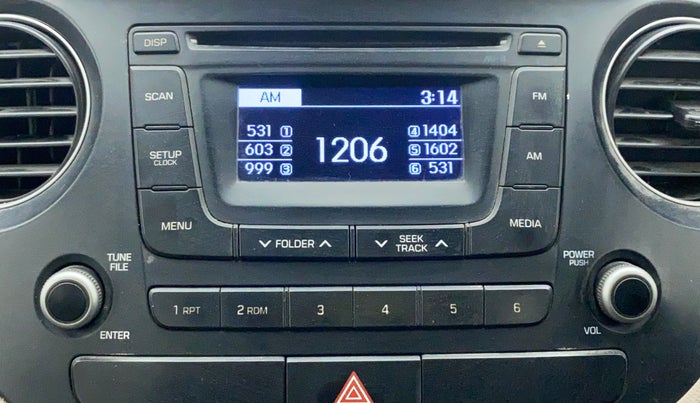 DISP
SCAN
SETUP
CLOCK
MENU
AM 3:14
531 1
603 2
999 3
1206
4 1404
5 1602
6 531
FM
AM
MEDIA
FOLDER
SEEK
TRACK
TUNE
FILE
ENTER
POWER
PUSH
VOL
1 RPT 2 RDM 3 4 5 6